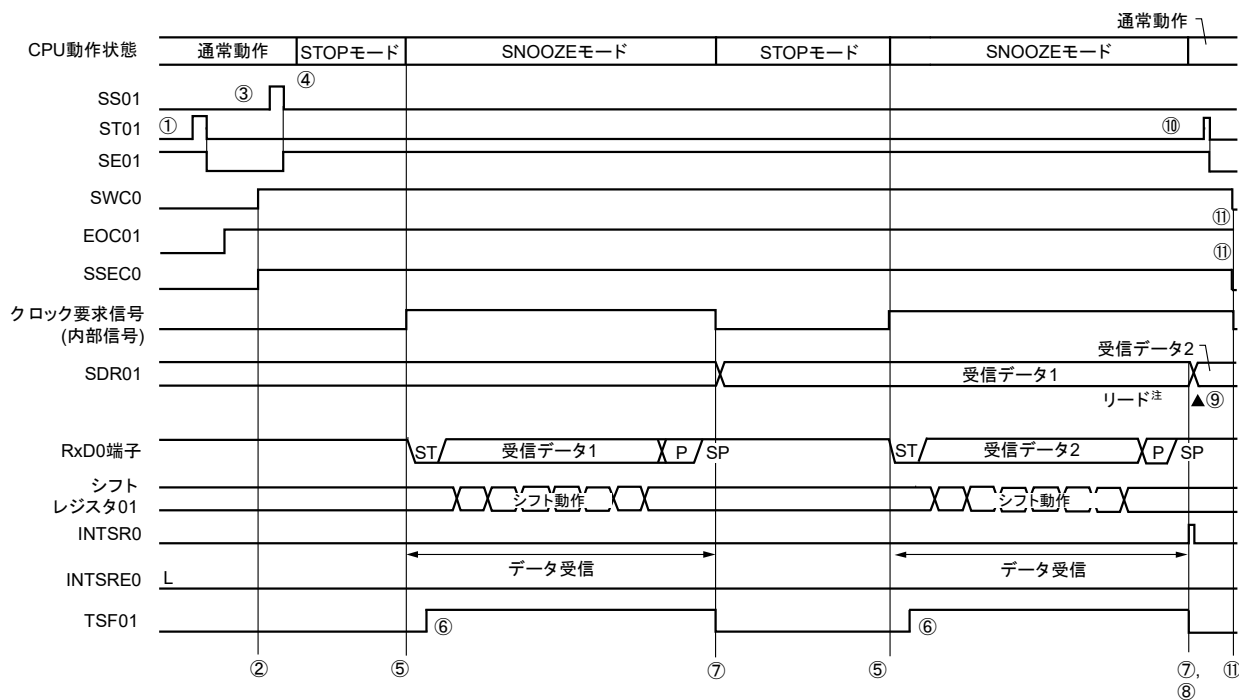 通常動作
CPU動作状態 通常動作 STOPモード SNOOZEモード STOPモード SNOOZEモード
④
SS01 ③
ST01 ① ⑩
SE01
SWC0
⑪
EOC01
⑪
SSEC0
クロック要求信号
(内部信号)
受信データ2
SDR01 受信データ1
リード注 ▲⑨
RxD0端子 ST 受信データ1 P SP ST 受信データ2 P SP
シフト
レジスタ01 シフト動作 シフト動作
INTSR0
データ受信 データ受信
INTSRE0 L
TSF01 ⑥ ⑥
② ⑤ ⑦ ⑤ ⑦, ⑪
⑧